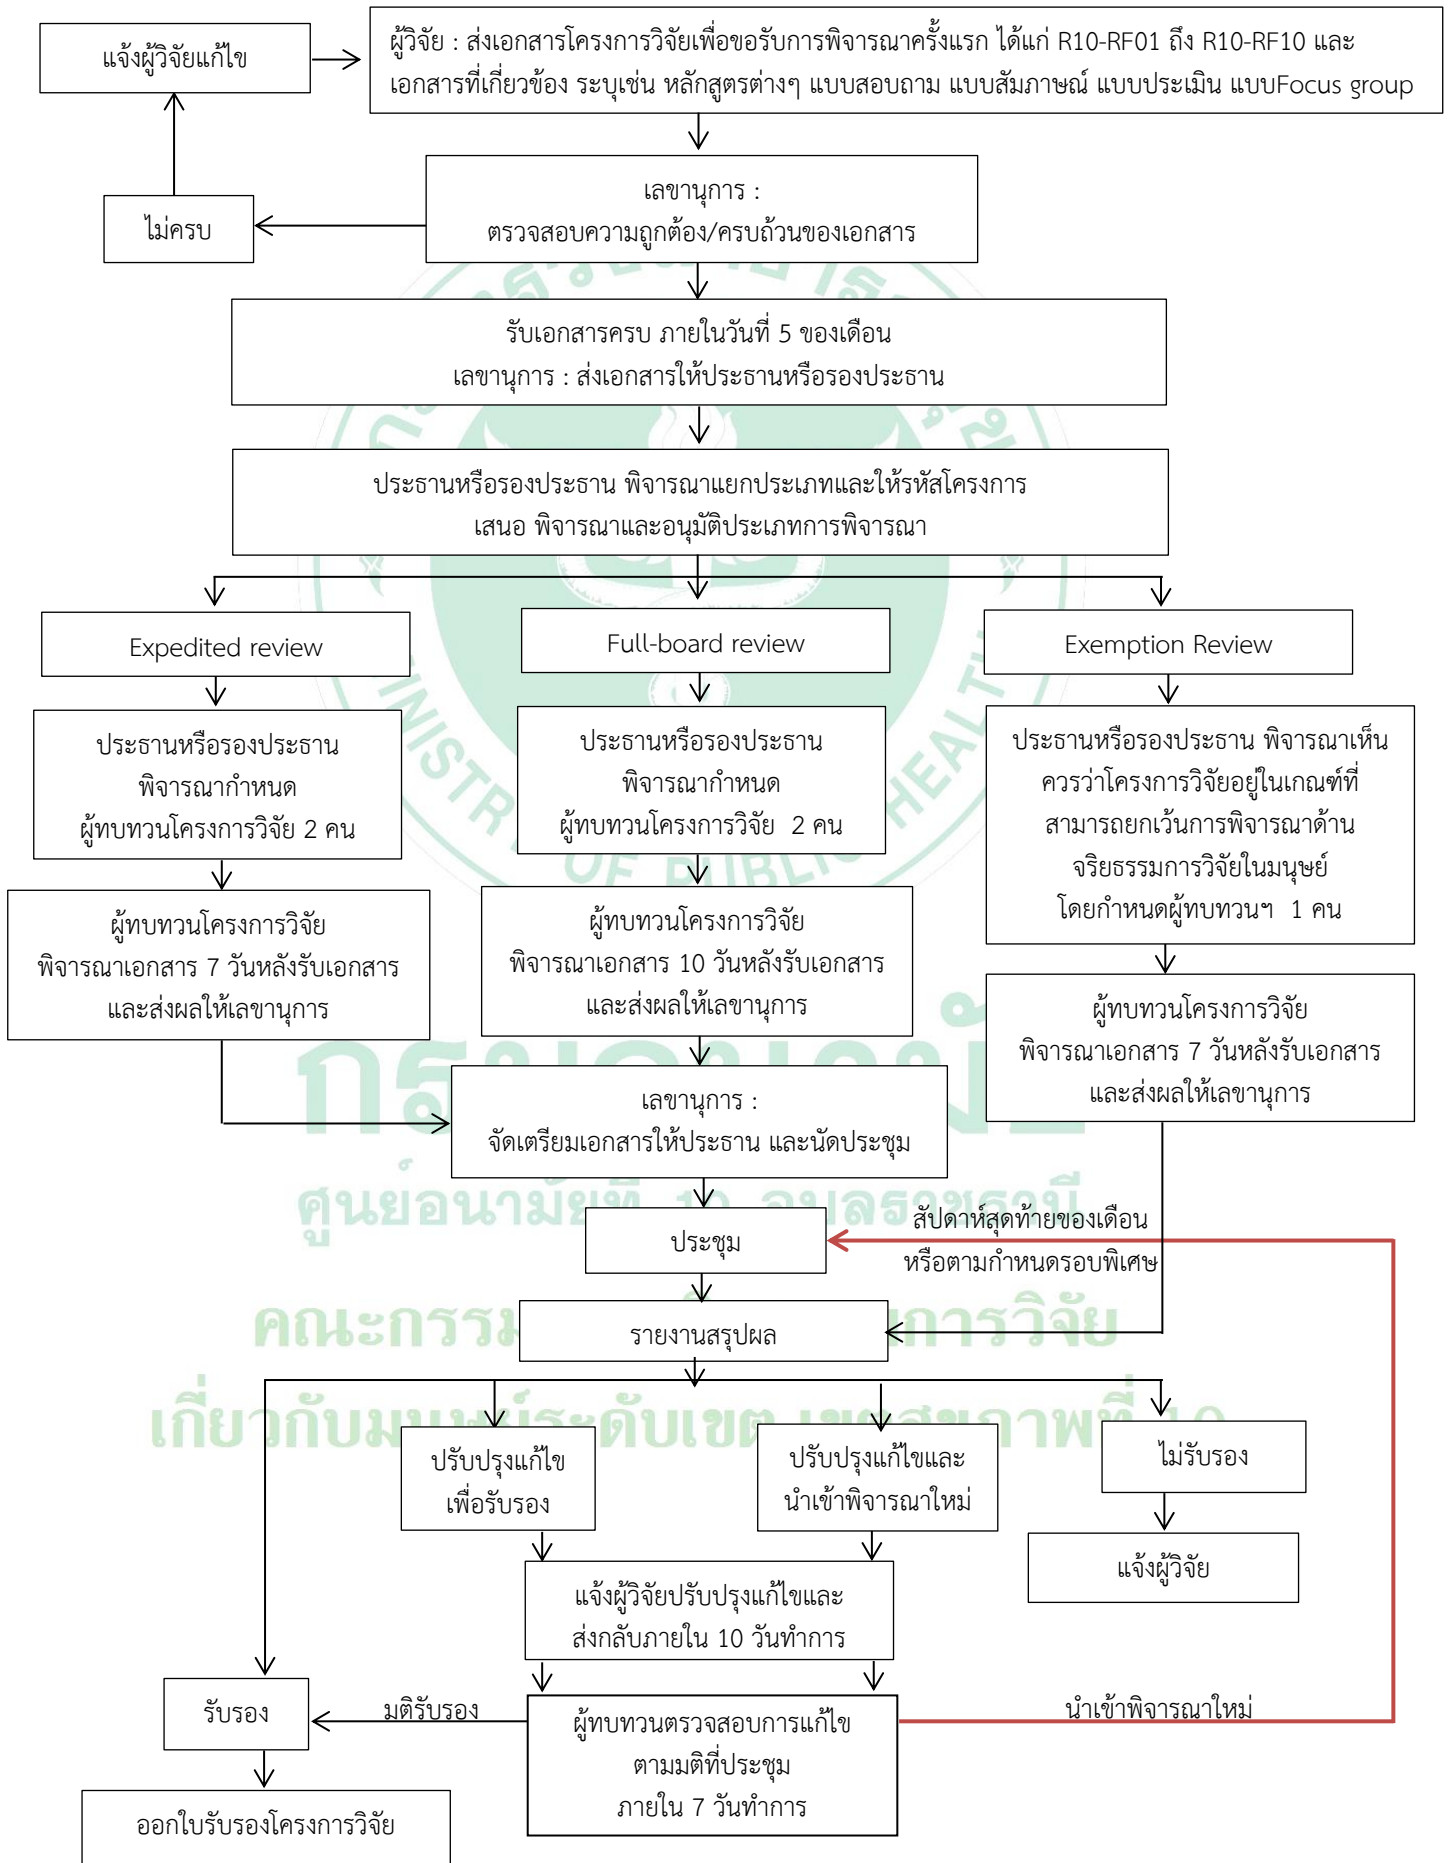 แจ้งผู้วิจัยแก้ไข
ผู้วิจัย : ส่งเอกสารโครงการวิจัยเพื่อขอรับการพิจารณาครั้งแรก ได้แก่ R10-RF01 ถึง R10-RF10 และ
เอกสารที่เกี่ยวข้อง ระบุเช่น หลักสูตรต่างๆ แบบสอบถาม แบบสัมภาษณ์ แบบประเมิน แบบFocus group
ไม่ครบ
เลขานุการ :
ตรวจสอบความถูกต้อง/ครบถ้วนของเอกสาร
รับเอกสารครบ ภายในวันที่ 5 ของเดือน
เลขานุการ : ส่งเอกสารให้ประธานหรือรองประธาน
ประธานหรือรองประธาน พิจารณาแยกประเภทและให้รหัสโครงการ
เสนอ พิจารณาและอนุมัติประเภทการพิจารณา
Expedited review
Full-board review
Exemption Review
ประธานหรือรองประธาน
พิจารณากำหนด
ผู้ทบทวนโครงการวิจัย 2 คน
ประธานหรือรองประธาน
พิจารณากำหนด
ผู้ทบทวนโครงการวิจัย 2 คน
ประธานหรือรองประธาน พิจารณาเห็น
ควรว่าโครงการวิจัยอยู่ในเกณฑ์ที่
สามารถยกเว้นการพิจารณาด้าน
จริยธรรมการวิจัยในมนุษย์
โดยกำหนดผู้ทบทวนฯ 1 คน
ผู้ทบทวนโครงการวิจัย
พิจารณาเอกสาร 7 วันหลังรับเอกสาร
และส่งผลให้เลขานุการ
ผู้ทบทวนโครงการวิจัย
พิจารณาเอกสาร 10 วันหลังรับเอกสาร
และส่งผลให้เลขานุการ
ผู้ทบทวนโครงการวิจัย
พิจารณาเอกสาร 7 วันหลังรับเอกสาร
และส่งผลให้เลขานุการ
เลขานุการ :
จัดเตรียมเอกสารให้ประธาน และนัดประชุม
ศูนย์อนามัยที่ 10 อุบลราชธานี
ประชุม
สัปดาห์สุดท้ายของเดือน
หรือตามกำหนดรอบพิเศษ
รายงานสรุปผล
การวิจัย
ปรับปรุงแก้ไข
เพื่อรับรอง
ปรับปรุงแก้ไขและ
นำเข้าพิจารณาใหม่
ไม่รับรอง
แจ้งผู้วิจัย
แจ้งผู้วิจัยปรับปรุงแก้ไขและ
ส่งกลับภายใน 10 วันทำการ
รับรอง
มติรับรอง
ผู้ทบทวนตรวจสอบการแก้ไข
ตามมติที่ประชุม
ภายใน 7 วันทำการ
นำเข้าพิจารณาใหม่
ออกใบรับรองโครงการวิจัย